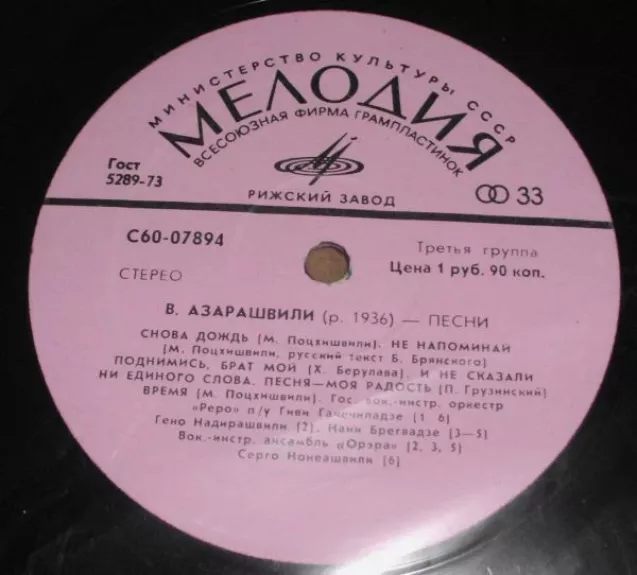 МИНИСТЕРСТВО КУЛЬТУРЫ СССР
МЕЛОДИЯ
ВСЕСОЮЗНАЯ ФИРМА ГРАМПЛАСТИНОК
Гост
5289-73
РИЖСКИЙ ЗАВОД
33
С60-07894
Третья группа
СТЕРЕО
Цена 1 руб. 90 коп.
В. АЗАРАШВИЛИ (р. 1936) — ПЕСНИ
СНОВА ДОЖДЬ (М. Поцхишвили). НЕ НАПОМИНАЙ
(М. Поцхишвили, русский текст Б. Брянского)
ПОДНИМИСЬ, БРАТ МОЙ (Х. Берулава). И НЕ СКАЗАЛИ
НИ ЕДИНОГО СЛОВА. ПЕСНЯ—МОЯ РАДОСТЬ (П. Грузинский)
ВРЕМЯ (М. Поцхишвили). Гос. вок.-инстр. оркестр
«Реро» п/у Гиви Гачечиладзе (1 6)
Гено Надирашвили (2). Нани Брегвадзе (3—5)
Вок.-инстр. ансамбль «Орэра» (2, 3, 5)
Серго Ионеашвили (6)